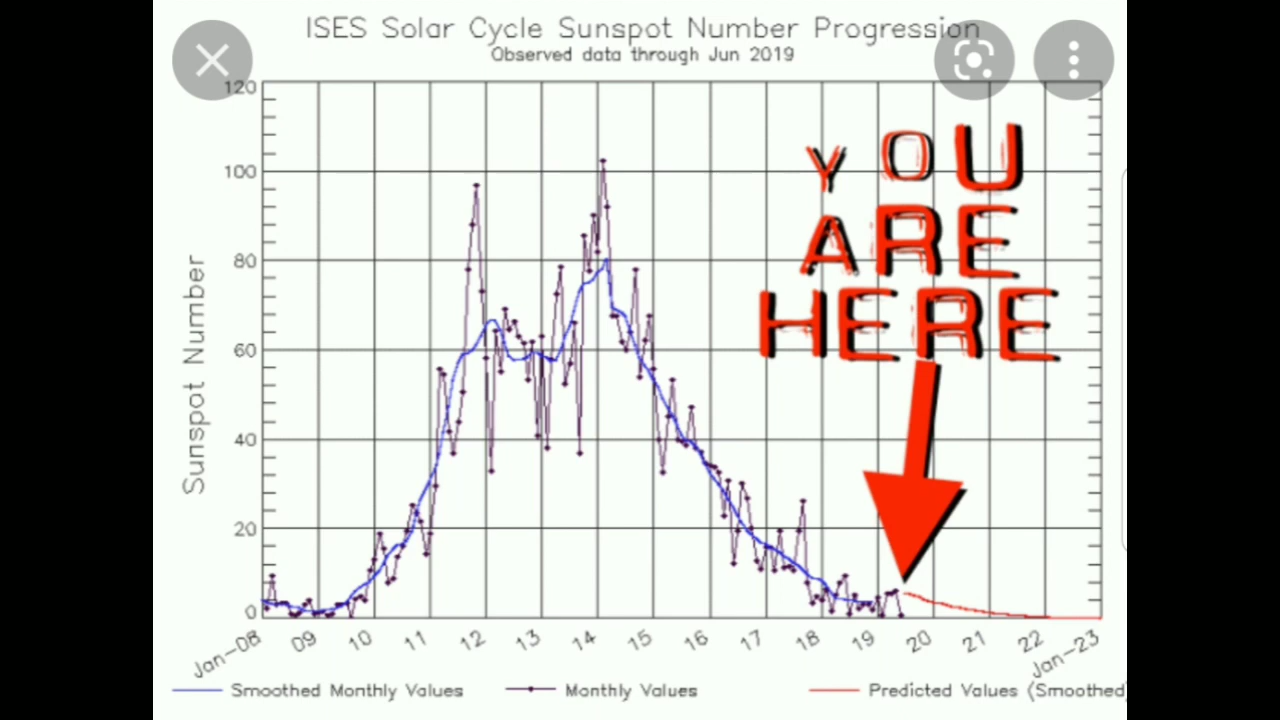 ISES Solar Cycle Sunspot Number Progression
Observed data through Jun 2019
120
100
80
60
40
20
0
Sunspot Number
YOU
ARE
HERE
Jan-08 09 10 11 12 13 14 15 16 17 18 19 20 21 22 Jan-23
Smoothed Monthly Values Monthly Values Predicted Values (Smoothed